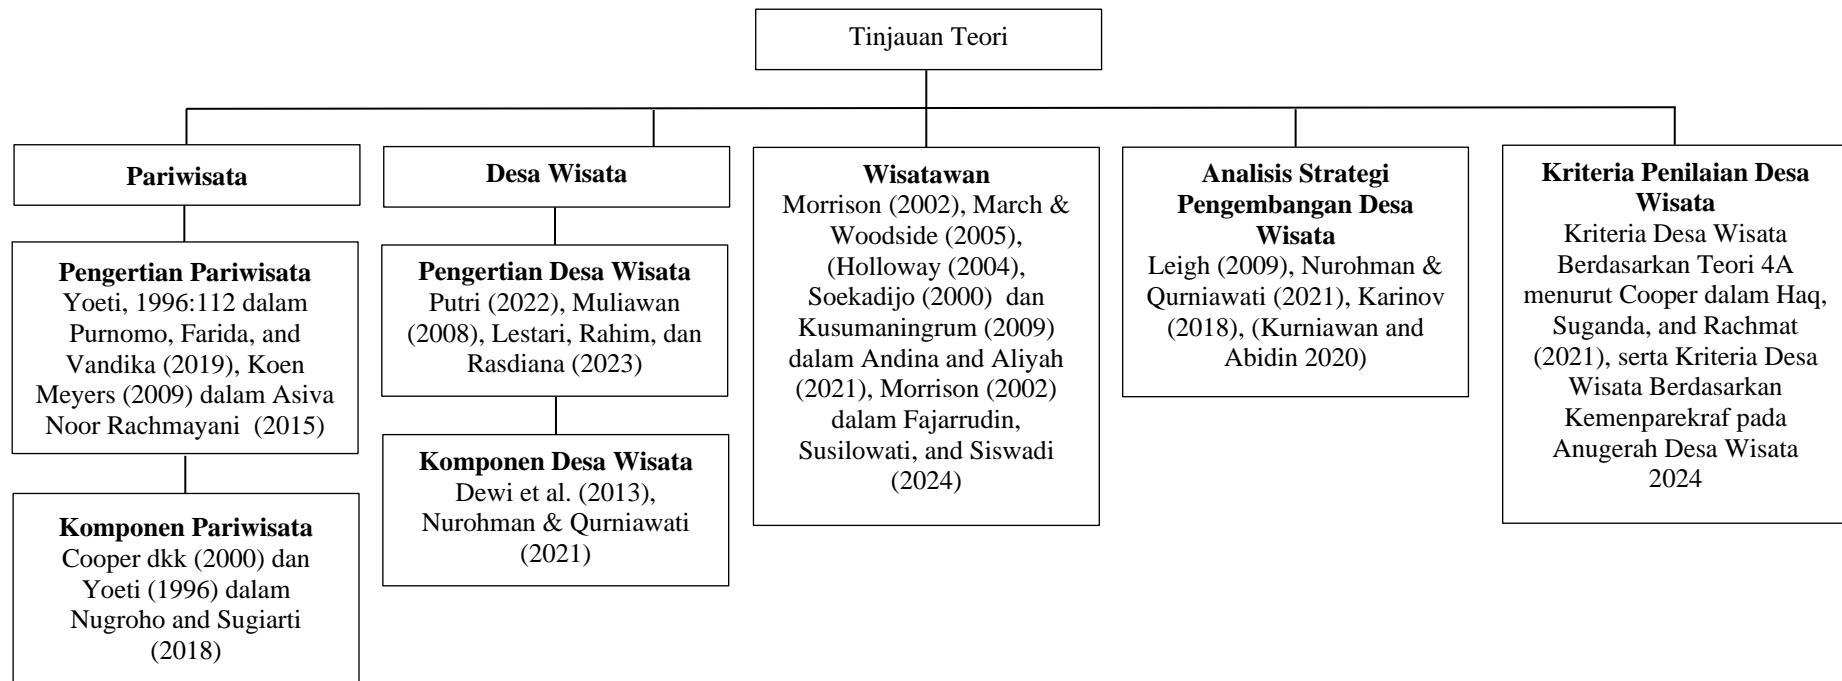 Tinjauan Teori
Pariwisata
Pengertian Pariwisata
Yoeti, 1996:112 dalam
Purnomo, Farida, and
Vandika (2019), Koen
Meyers (2009) dalam Asiva
Noor Rachmayani (2015)
Komponen Pariwisata
Cooper dkk (2000) dan
Yoeti (1996) dalam
Nugroho and Sugiarti
(2018)
Desa Wisata
Pengertian Desa Wisata
Putri (2022), Muliawan
(2008), Lestari, Rahim, dan
Rasdiana (2023)
Komponen Desa Wisata
Dewi et al. (2013),
Nurohman & Qurniawati
(2021)
Wisatawan
Morrison (2002), March &
Woodside (2005),
(Holloway (2004),
Soekadijo (2000) dan
Kusumaningrum (2009)
dalam Andina and Aliyah
(2021), Morrison (2002)
dalam Fajarrudin,
Susilowati, and Siswadi
(2024)
Analisis Strategi
Pengembangan Desa
Wisata
Leigh (2009), Nurohman &
Qurniawati (2021), Karinov
(2018), (Kurniawan and
Abidin 2020)
Kriteria Penilaian Desa
Wisata
Kriteria Desa Wisata
Berdasarkan Teori 4A
menurut Cooper dalam Haq,
Suganda, and Rachmat
(2021), serta Kriteria Desa
Wisata Berdasarkan
Kemenparekraf pada
Anugerah Desa Wisata
2024